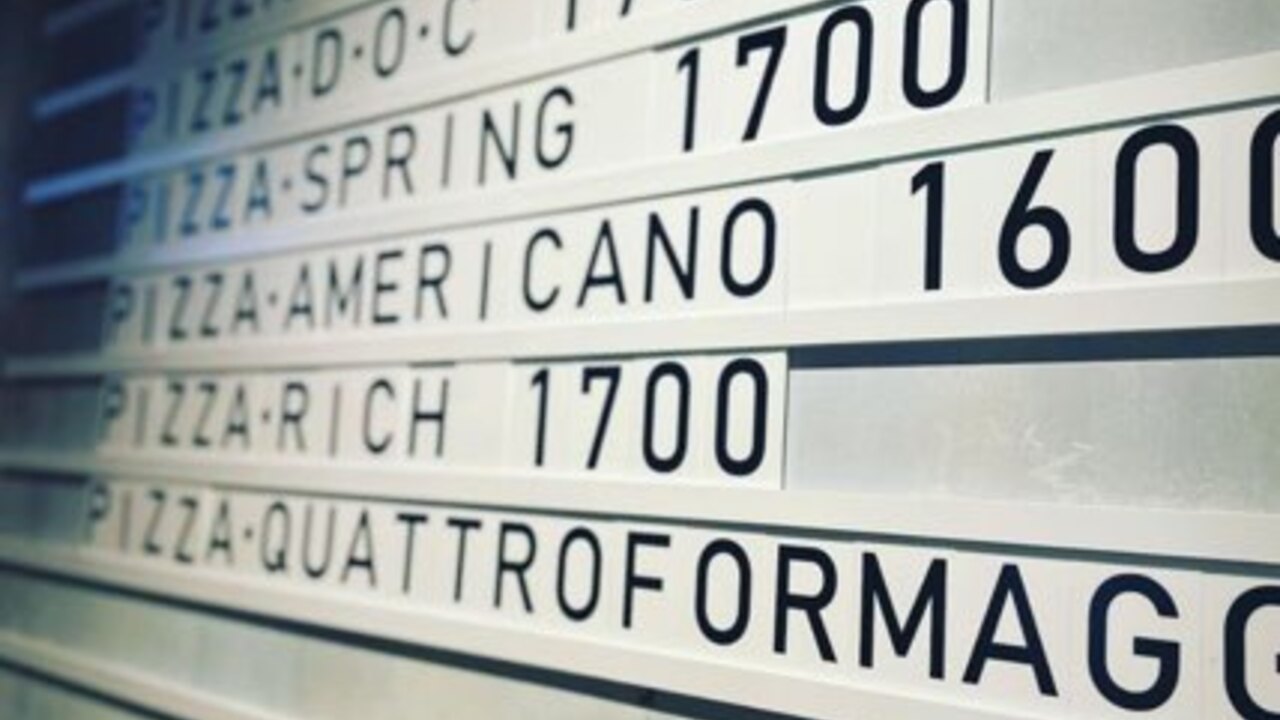 PIZZA·D·O·C
PIZZA·SPRING 1700
PIZZA·AMERICANO 1600
PIZZA·RICH 1700
PIZZA·QUATTROFORMAGG